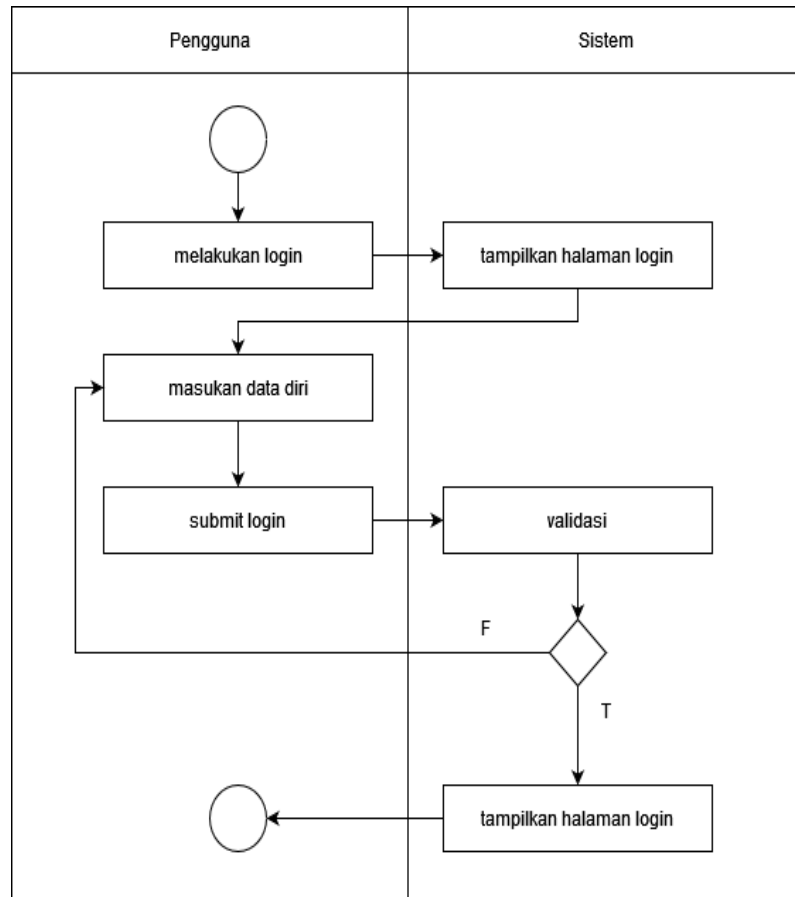 Pengguna
Sistem
melakukan login
tampilkan halaman login
masukan data diri
submit login
validasi
F
T
tampilkan halaman login